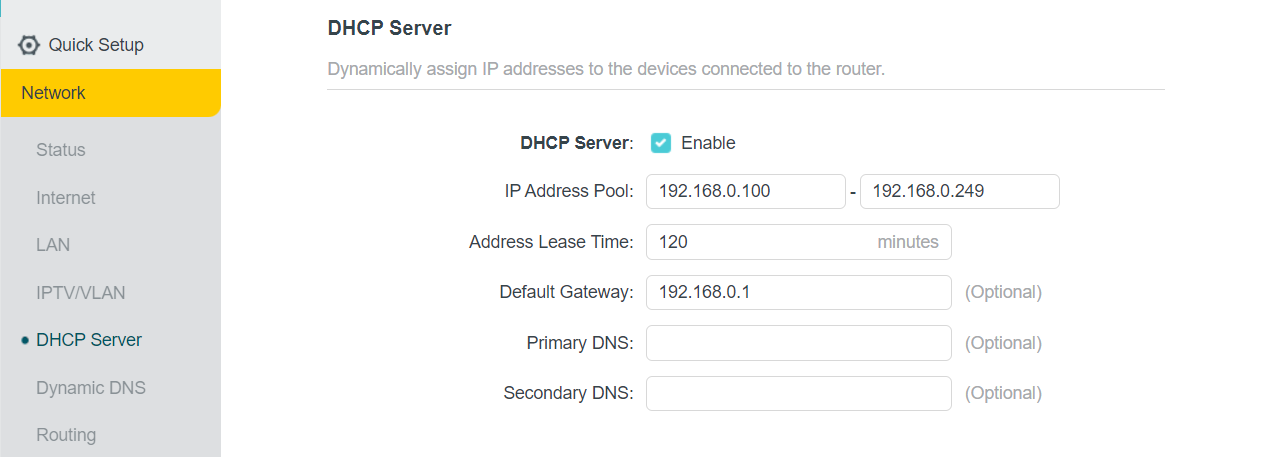 Quick Setup
Network
Status
Internet
LAN
IPTV/VLAN
DHCP Server
Dynamic DNS
Routing
DHCP Server
Dynamically assign IP addresses to the devices connected to the router.
DHCP Server: Enable
IP Address Pool: 192.168.0.100 - 192.168.0.249
Address Lease Time: 120 minutes
Default Gateway: 192.168.0.1 (Optional)
Primary DNS: (Optional)
Secondary DNS: (Optional)